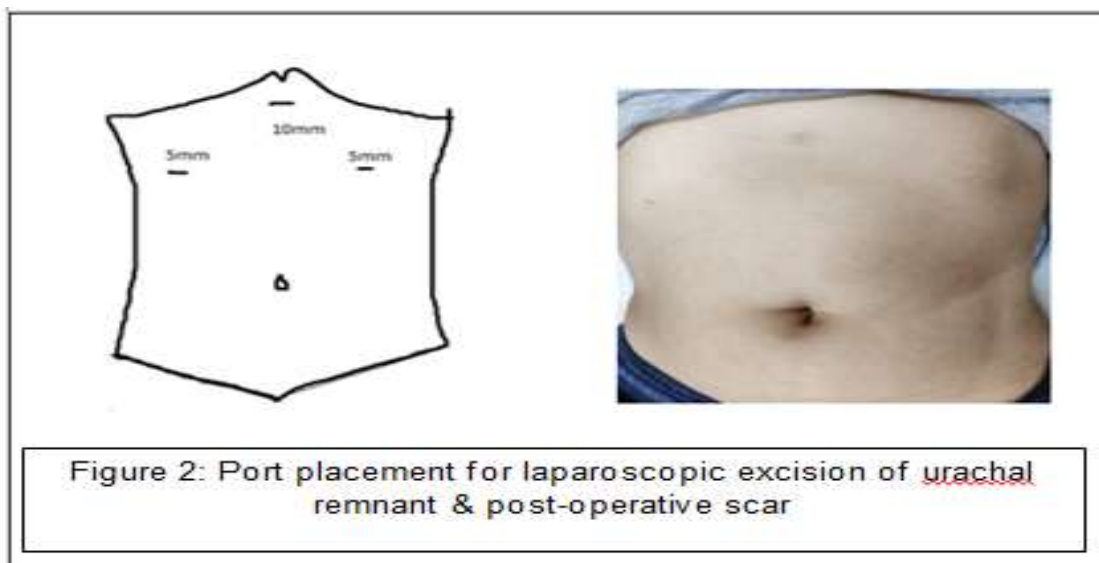 10mm
5mm 5mm
Figure 2: Port placement for laparoscopic excision of urachal
remnant & post-operative scar